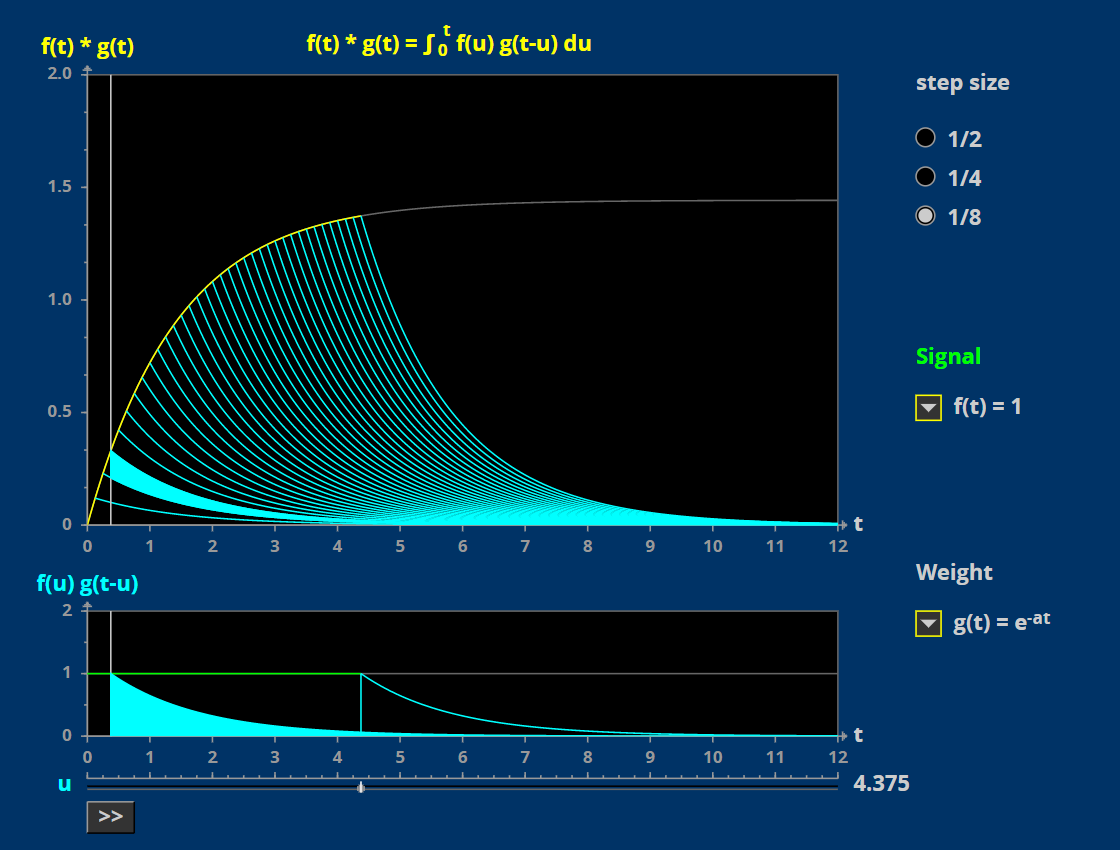 f(t) * g(t)
f(t) * g(t) = ∫₀ᵗ f(u) g(t-u) du
2.0
1.5
1.0
0.5
0
0 1 2 3 4 5 6 7 8 9 10 11 12
t
step size
1/2
1/4
1/8
Signal
f(t) = 1
Weight
g(t) = e^-at
f(u) g(t-u)
2
1
0
0 1 2 3 4 5 6 7 8 9 10 11 12
t
u
4.375
>>